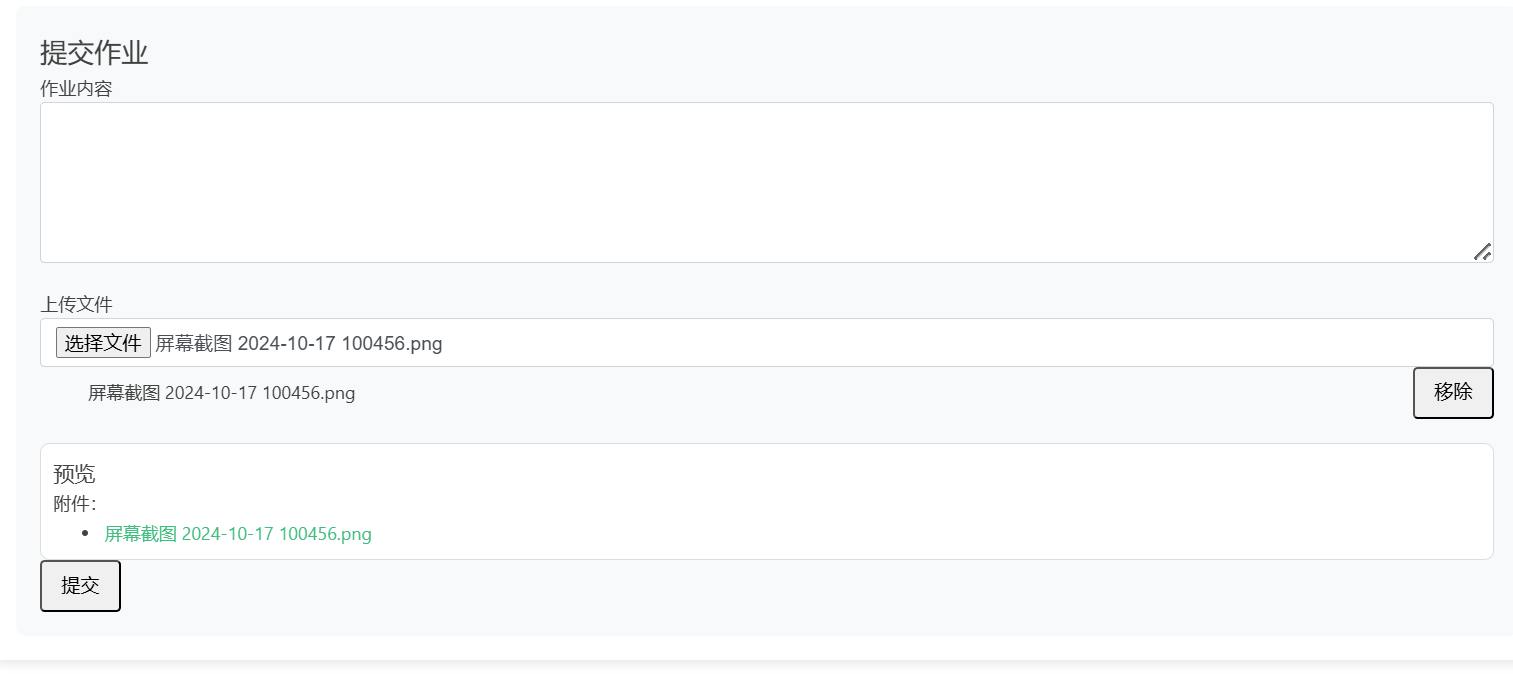 提交作业
作业内容
上传文件
选择文件 屏幕截图 2024-10-17 100456.png
屏幕截图 2024-10-17 100456.png 移除
预览
附件：
屏幕截图 2024-10-17 100456.png
提交